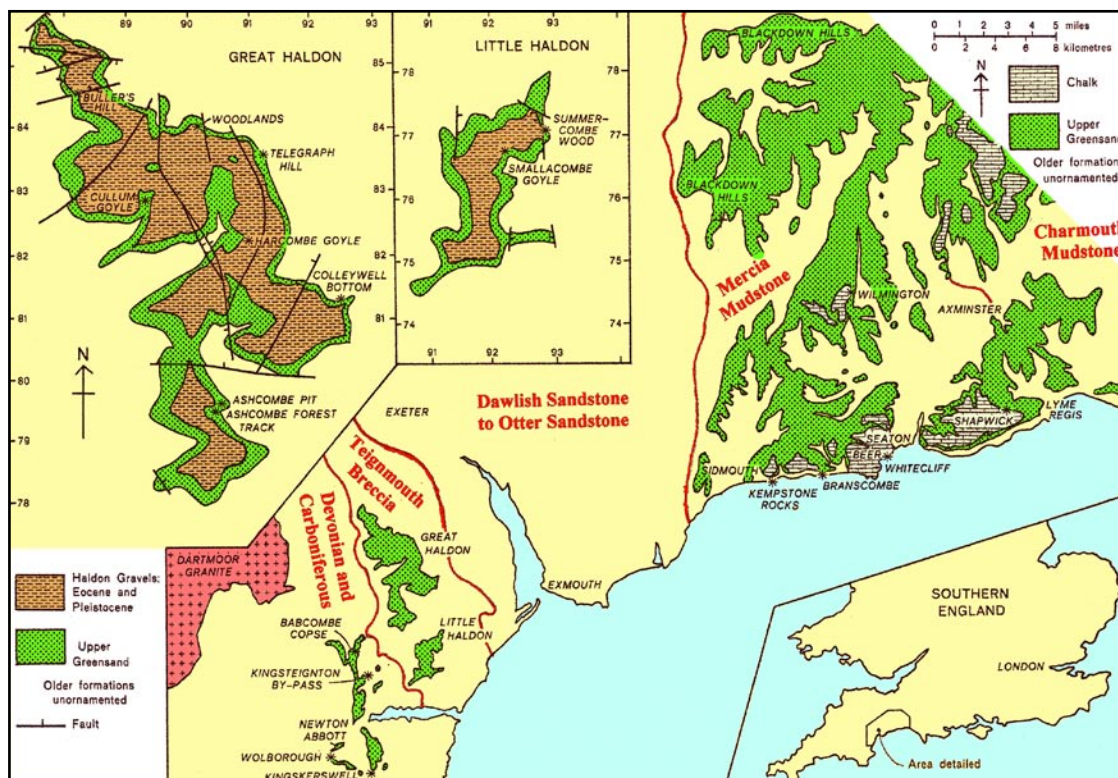 88 89 90 91 92 93
GREAT HALDON
BULLER'S
HILL
WOODLANDS
TELEGRAPH
HILL
CULLUM
GOYLE
HARCOMBE GOYLE
COLLEYWELL
BOTTOM
N
ASHCOMBE PIT
ASHCOMBE FOREST
TRACK
84
83
82
81
80
79
78
LITTLE HALDON
SUMMER-
COMBE
WOOD
SMALLACOMBE
GOYLE
85
84
83
82
81
78
77
76
75
74
78
77
76
75
74
91 92 93
BLACKDOWN HILLS
BLACKDOWN
HILLS
0 1 2 3 4 5 miles
0 2 4 6 8
kilometres
N
Chalk
Upper
Greensand
Older formations
unornamented
Charmouth
Mudstone
Mercia
Mudstone
WILMINGTON
AXMINSTER
LYME
REGIS
SHAPWICK
SEATON
BEER
WHITECLIFF
SIDMOUTH
BRANSCOMBE
KEMPSTONE
ROCKS
EXETER
Dawlish Sandstone
to Otter Sandstone
Teignmouth
Breccia
Devonian and
Carboniferous
DARTMOOR
GRANITE
GREAT
HALDON
LITTLE
HALDON
EXMOUTH
BABCOMBE
COPSE
KINGSTEIGNTON
BY-PASS
NEWTON
ABBOTT
WOLBOROUGH
KINGSKERSWELL
Haldon Gravels:
Eocene and
Pleistocene
Upper
Greensand
Older formations
unornamented
Fault
SOUTHERN
ENGLAND
LONDON
Area detailed